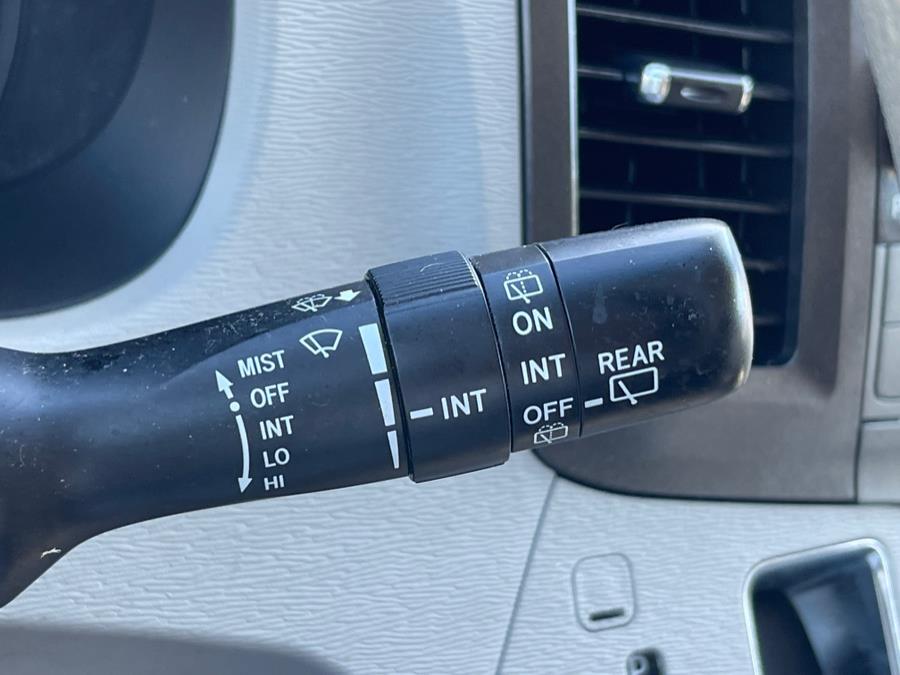 MIST
OFF
INT
LO
HI
INT
ON
INT
OFF
REAR